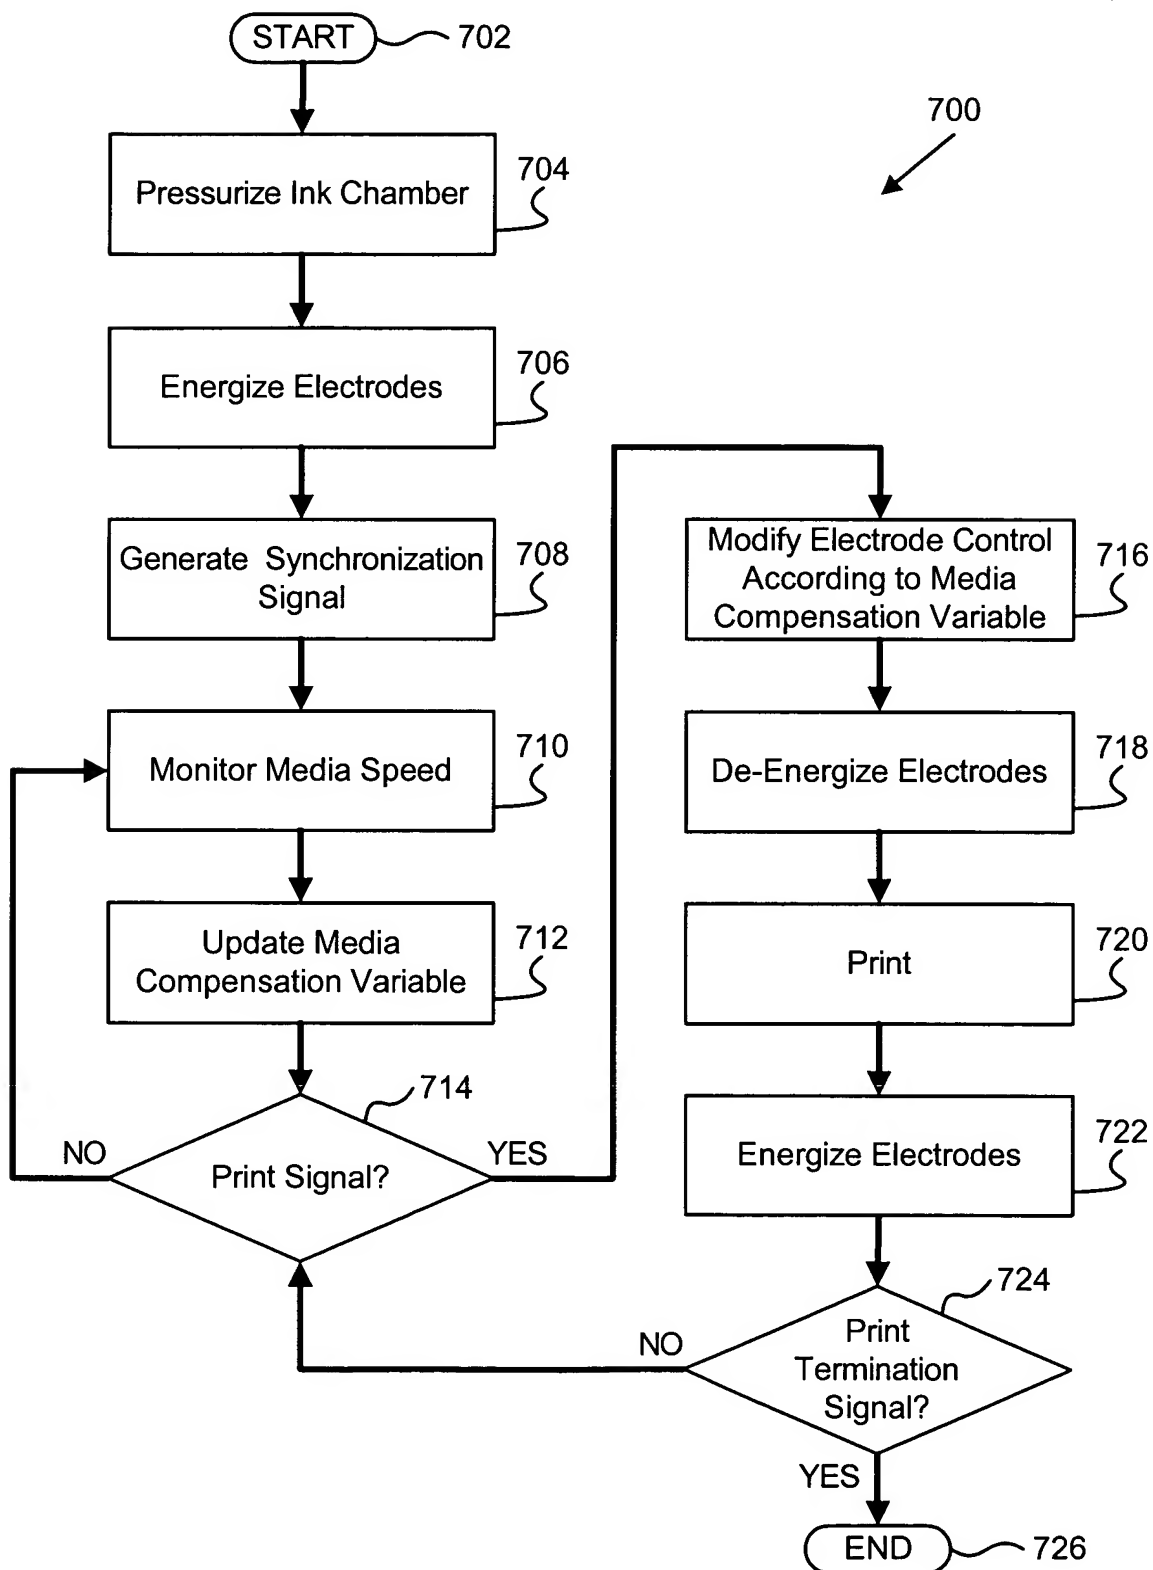 START
702
700
Pressurize Ink Chamber
704
Energize Electrodes
706
Generate Synchronization
Signal
708
Monitor Media Speed
710
Update Media
Compensation Variable
712
Print Signal?
714
NO
YES
Modify Electrode Control
According to Media
Compensation Variable
716
De-Energize Electrodes
718
Print
720
Energize Electrodes
722
Print
Termination
Signal?
724
NO
YES
END
726